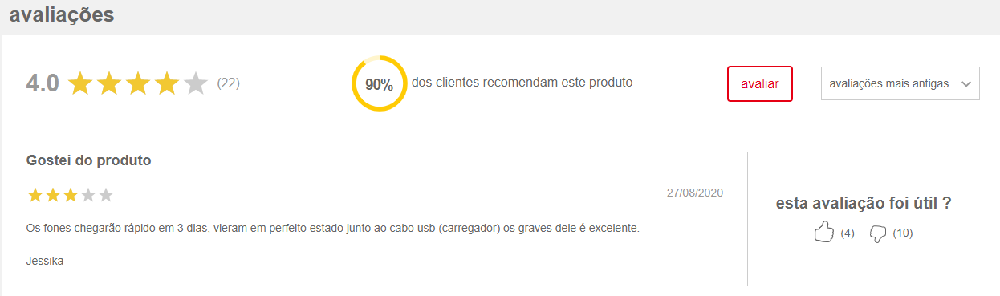 avaliações
4.0 (22)
90% dos clientes recomendam este produto
avaliar
avaliações mais antigas
Gostei do produto
27/08/2020
Os fones chegarão rápido em 3 dias, vieram em perfeito estado junto ao cabo usb (carregador) os graves dele é excelente.
Jessika
esta avaliação foi útil ?
(4) (10)